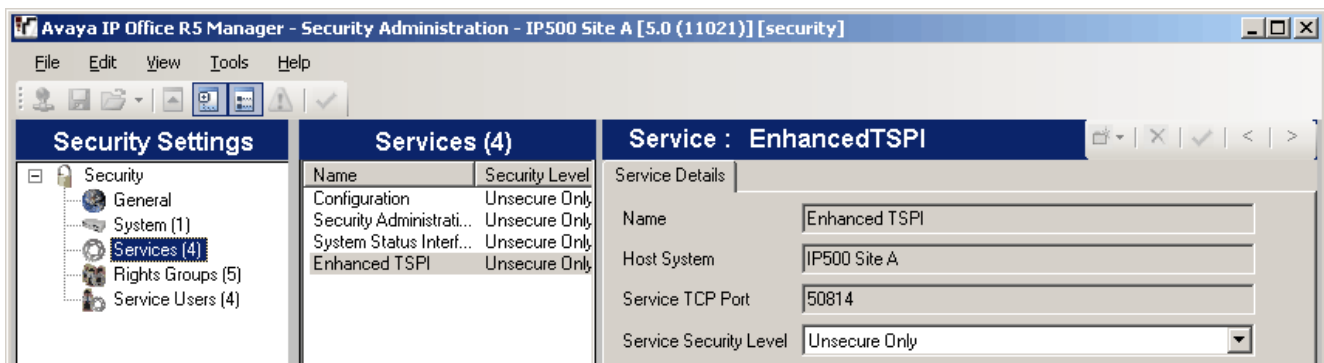 Avaya IP Office R5 Manager - Security Administration - IP500 Site A [5.0 (11021)] [security]
File Edit View Tools Help
Security Settings
Security
General
System (1)
Services (4)
Rights Groups (5)
Service Users (4)
Services (4)
Name Security Level
Configuration Unsecure Only
Security Administrati... Unsecure Only
System Status Interf... Unsecure Only
Enhanced TSPI Unsecure Only
Service : EnhancedTSPI
Service Details
Name Enhanced TSPI
Host System IP500 Site A
Service TCP Port 50814
Service Security Level Unsecure Only